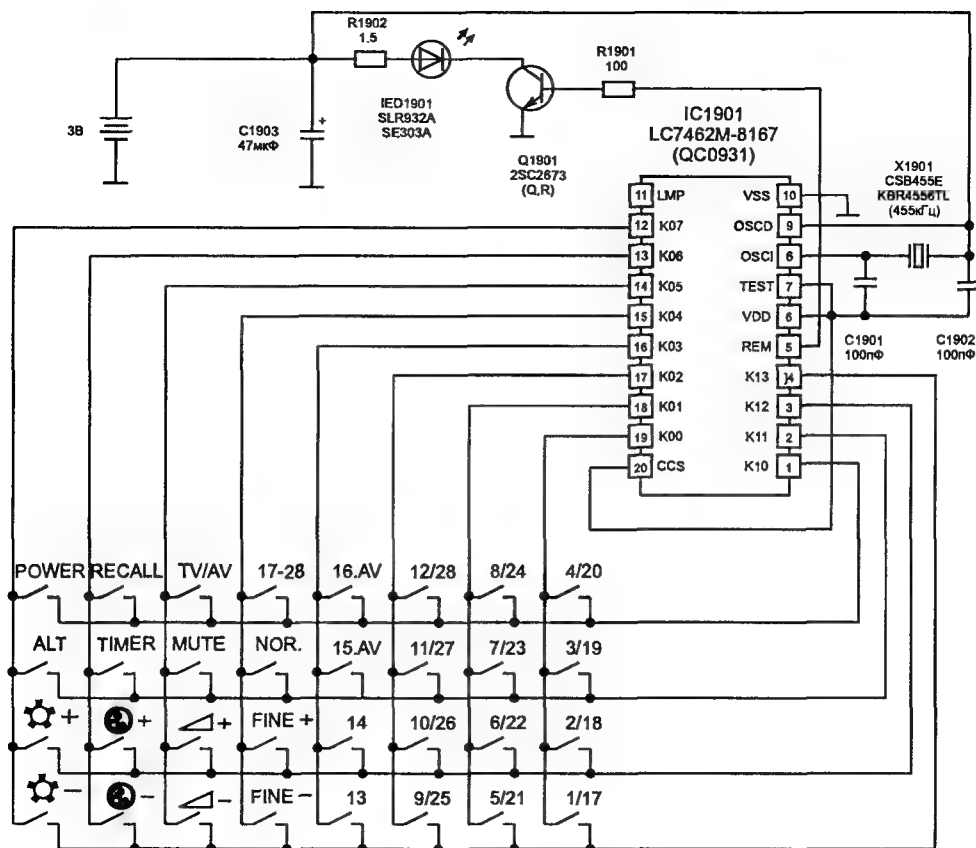 R1902
1.5
R1901
100
IED1901
SLR932A
SE303A
3В
C1903
47мкФ
+
Q1901
2SC2673
(Q,R)
IC1901
LC7462M-8167
(QC0931)
X1901
CSB455E
KBR4556TL
(455кГц)
11 LMP VSS 10
12 K07 OSCD 9
13 K06 OSCI 6
14 K05 TEST 7
15 K04 VDD 6
16 K03 REM 5
17 K02 K13 14
18 K01 K12 3
19 K00 K11 2
20 CCS K10 1
C1901
100пФ
C1902
100пФ
POWER RECALL TV/AV 17-28 16.AV 12/28 8/24 4/20
ALT TIMER MUTE NOR. 15.AV 11/27 7/23 3/19
+ + + FINE + 14 10/26 6/22 2/18
− − − FINE − 13 9/25 5/21 1/17